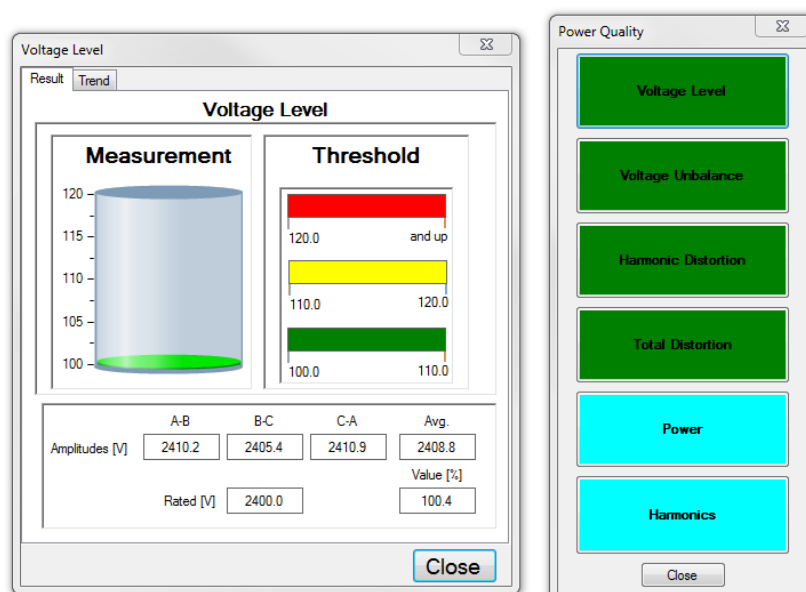 Voltage Level
Result Trend
Voltage Level
Measurement
120
115
110
105
100
Threshold
120.0 and up
110.0 120.0
100.0 110.0
A-B B-C C-A Avg.
Amplitudes [V] 2410.2 2405.4 2410.9 2408.8
Value [%]
Rated [V] 2400.0 100.4
Close
Power Quality
Voltage Level
Voltage Unbalance
Harmonic Distortion
Total Distortion
Power
Harmonics
Close